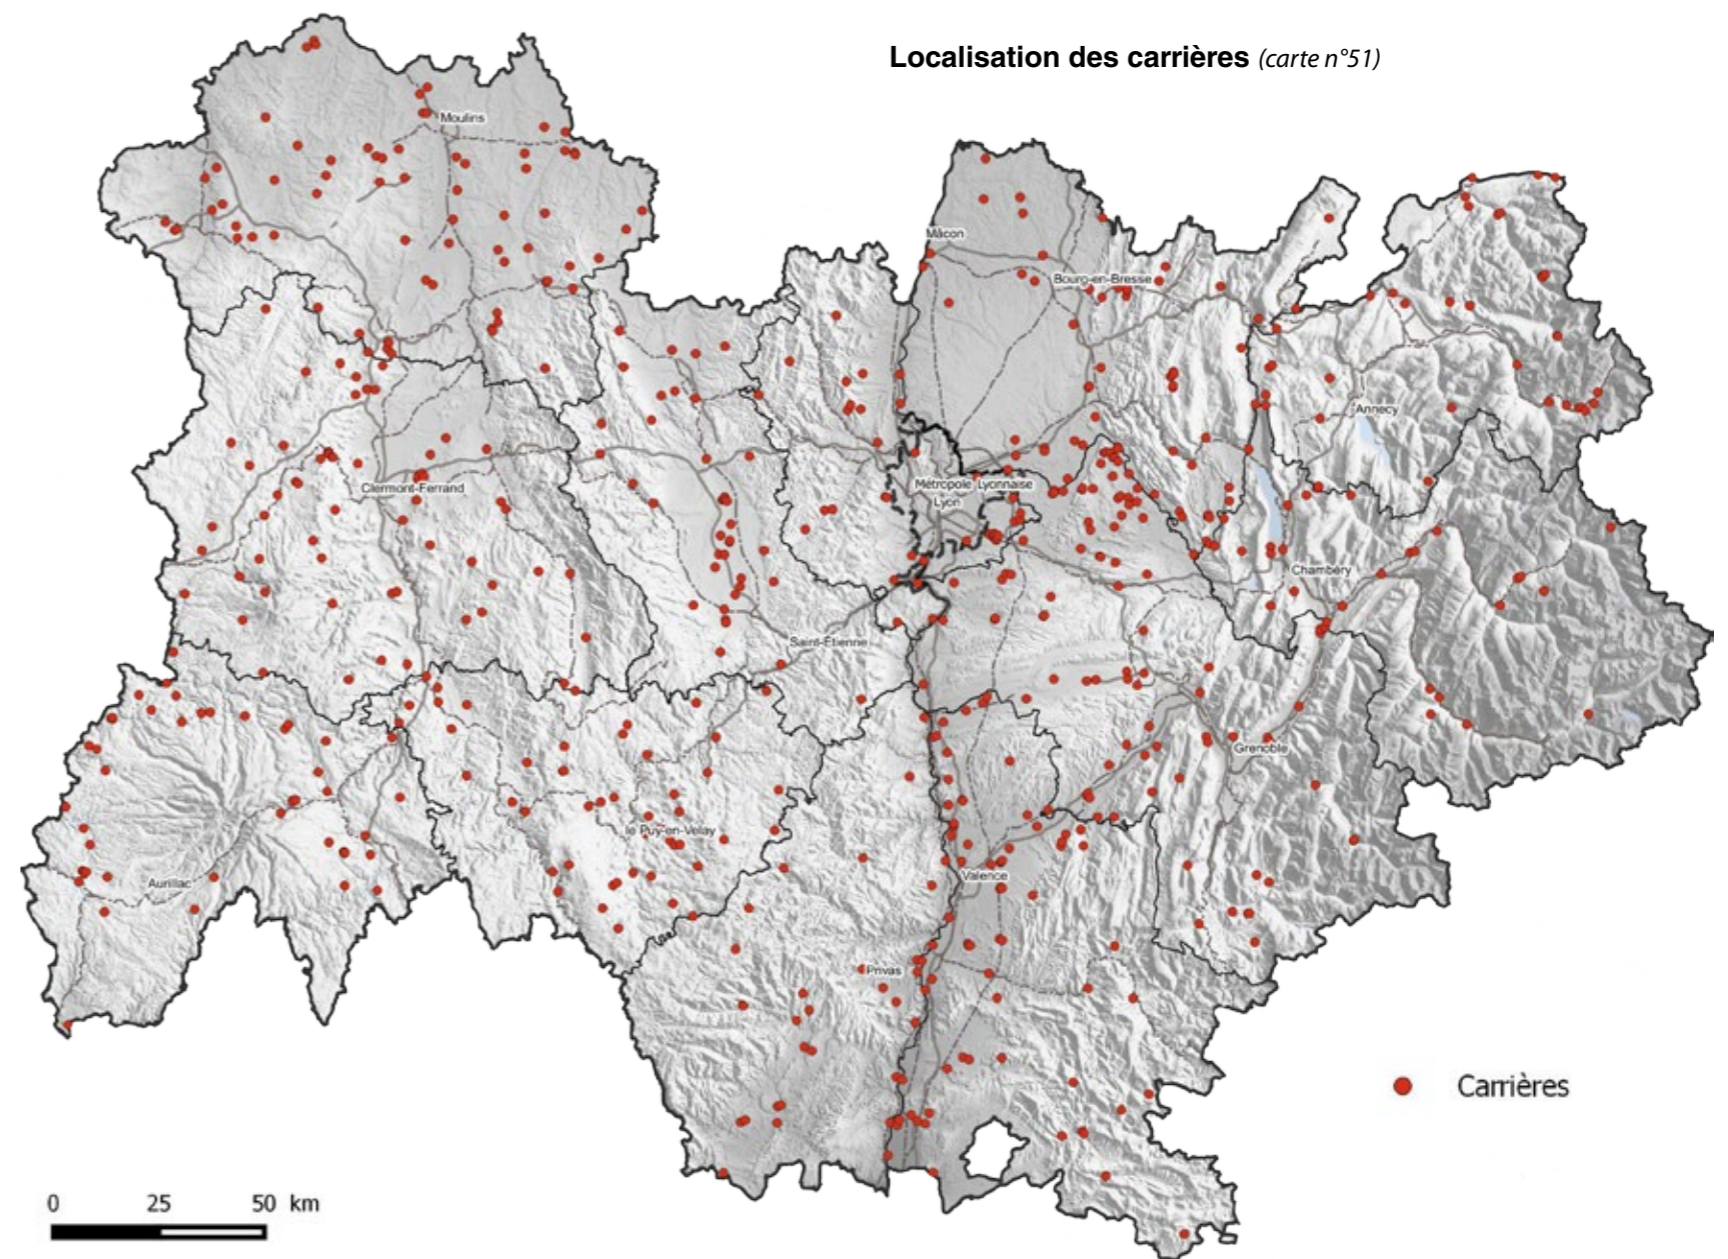 Localisation des carrières (carte n°51)
Moulins
Mâcon
Bourg-en-Bresse
Annecy
Clermont-Ferrand
Métropole Lyonnaise
Lyon
Chambéry
Saint-Étienne
Grenoble
le Puy-en-Velay
Valence
Aurillac
Privas
Carrières
0 25 50 km